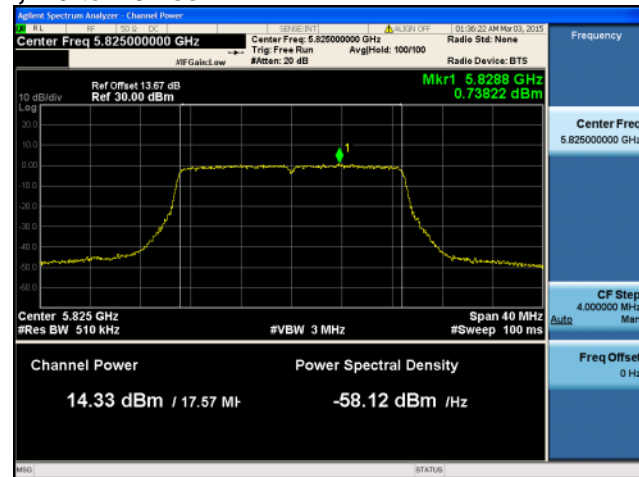 Agilent Spectrum Analyzer - Channel Power
RL RF 50 Ω DC SENSE:INT ALIGN OFF 01:36:22 AM Mar 03, 2015
Center Freq 5.825000000 GHz Center Freq: 5.825000000 GHz Radio Std: None Frequency
Trig: Free Run Avg|Hold: 100/100
#IFGain:Low #Atten: 20 dB Radio Device: BTS
Ref Offset 13.67 dB Mkr1 5.8288 GHz
10 dB/div Ref 30.00 dBm 0.73822 dBm
Log
20.0
10.0
1
0.00
-10.0
-20.0
-30.0
-40.0
-50.0
-60.0
Center Freq
5.825000000 GHz
Center 5.825 GHz Span 40 MHz
#Res BW 510 kHz #VBW 3 MHz #Sweep 100 ms
CF Step
4.000000 MHz
Auto Man
Channel Power Power Spectral Density
14.33 dBm / 17.57 MH -58.12 dBm /Hz
Freq Offset
0 Hz
MSG STATUS